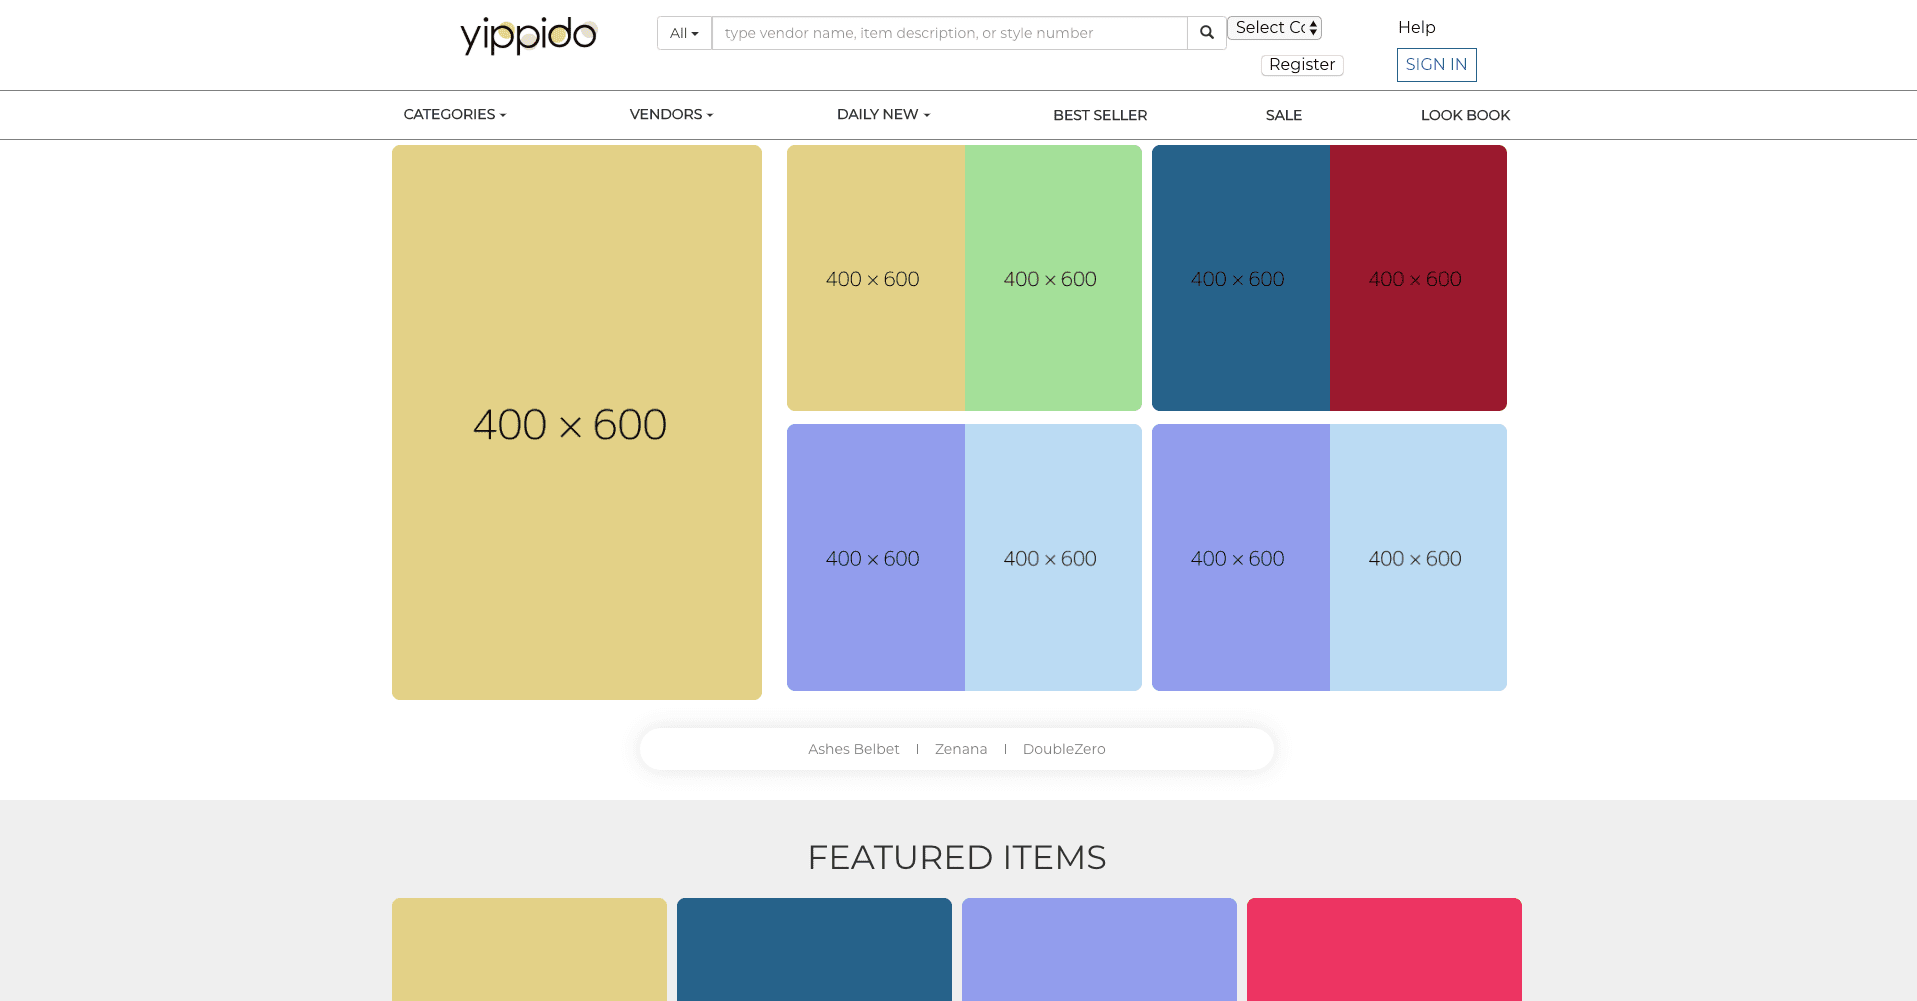 yippido
All
type vendor name, item description, or style number
Select Co
Help
Register
SIGN IN
CATEGORIES
VENDORS
DAILY NEW
BEST SELLER
SALE
LOOK BOOK
400 × 600
400 × 600
400 × 600
400 × 600
400 × 600
400 × 600
400 × 600
400 × 600
400 × 600
Ashes Belbet | Zenana | DoubleZero
FEATURED ITEMS